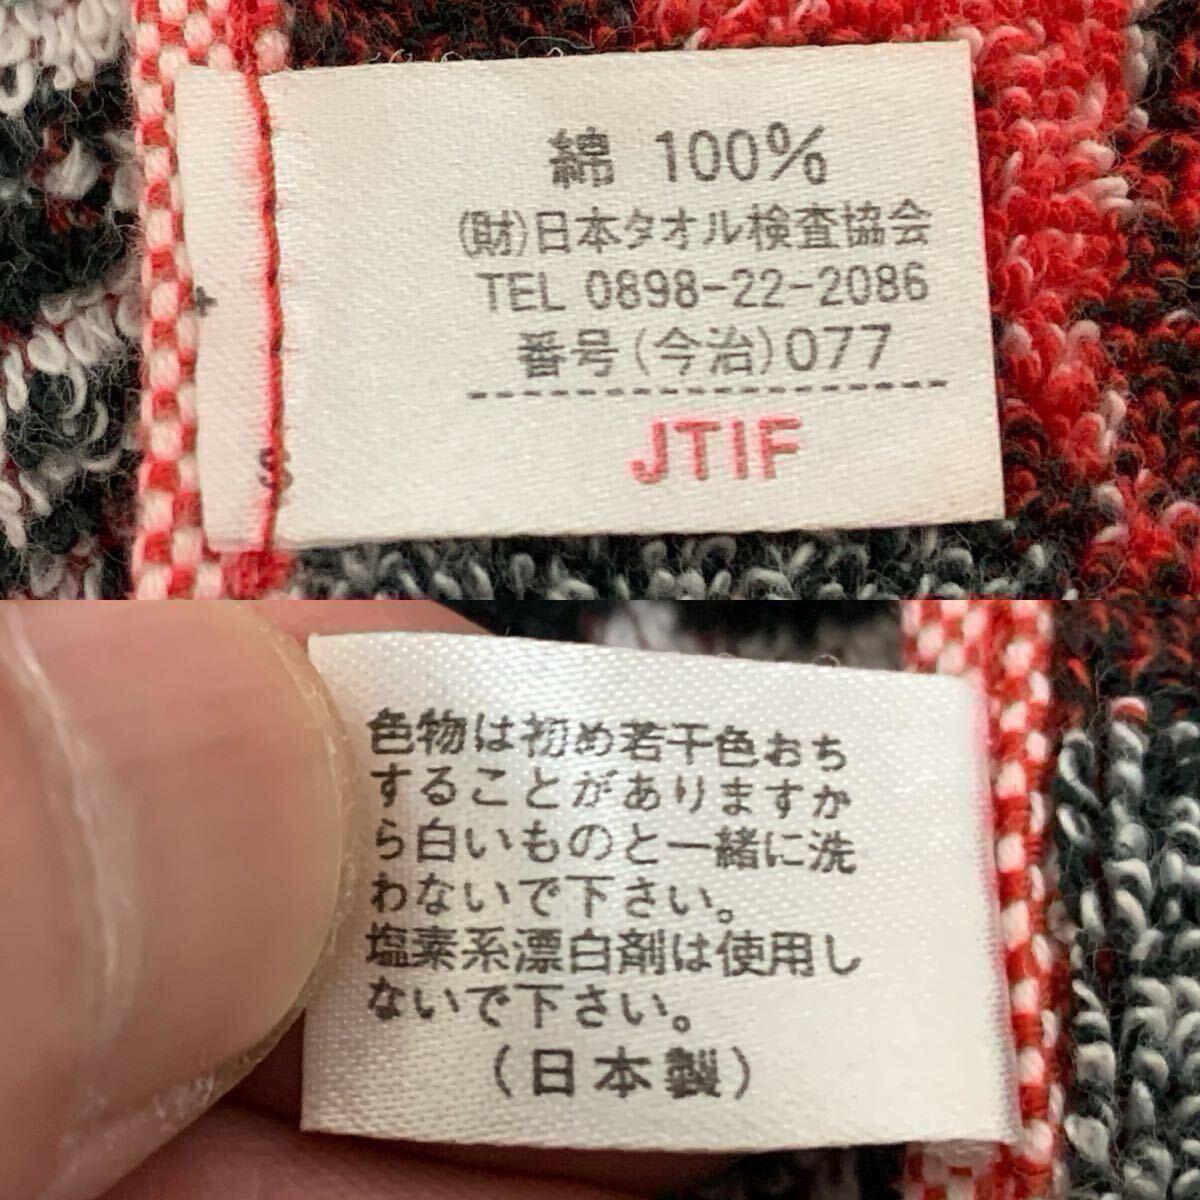 綿 100%
(財)日本タオル検査協会
TEL 0898-22-2086
番号(今治)077
JTIF
色物は初め若干色おち
することがありますか
ら白いものと一緒に洗
わないで下さい。
塩素系漂白剤は使用し
ないで下さい。
(日本製)